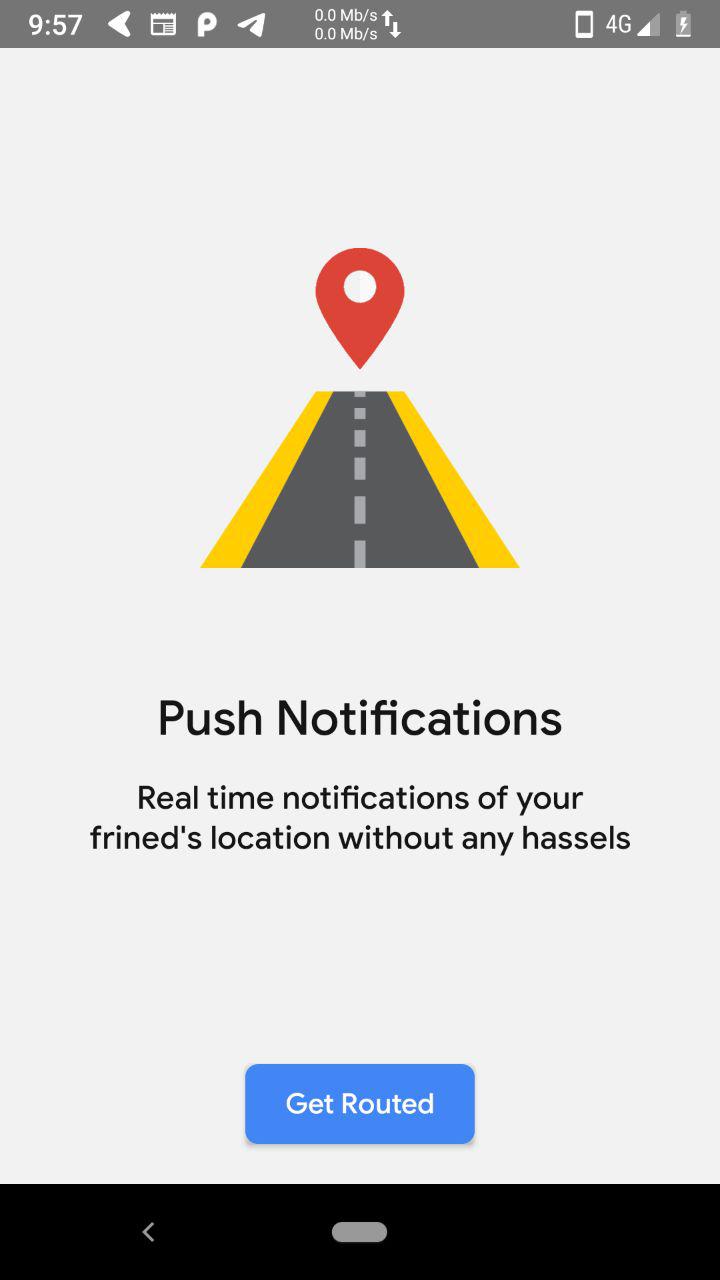 9:57
0.0 Mb/s
0.0 Mb/s
4G
Push Notifications
Real time notifications of your
frined's location without any hassels
Get Routed